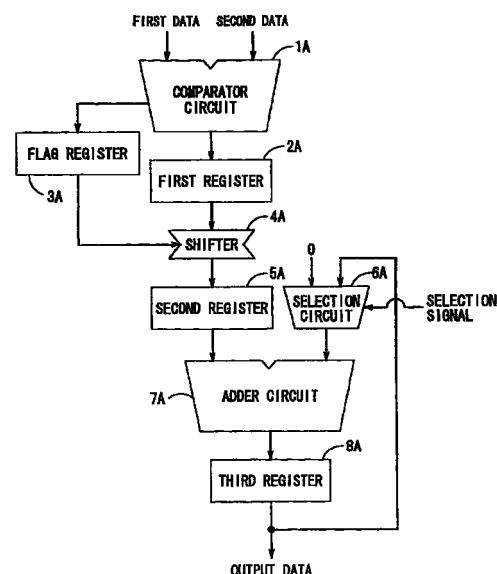 FIRST DATA
SECOND DATA
1A
COMPARATOR
CIRCUIT
FLAG REGISTER
3A
2A
FIRST REGISTER
4A
SHIFTER
5A
SECOND REGISTER
0
6A
SELECTION
CIRCUIT
SELECTION
SIGNAL
7A
ADDER CIRCUIT
8A
THIRD REGISTER
OUTPUT DATA